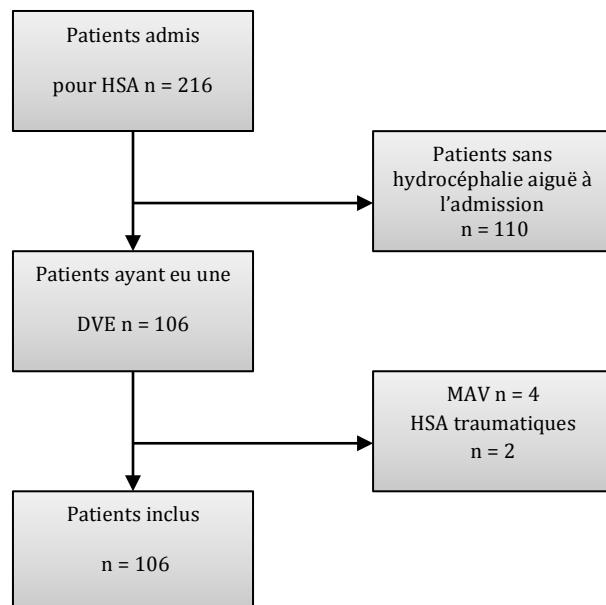 Patients admis
pour HSA n = 216
Patients sans
hydrocéphalie aiguë à
l'admission
n = 110
Patients ayant eu une
DVE n = 106
MAV n = 4
HSA traumatiques
n = 2
Patients inclus
n = 106